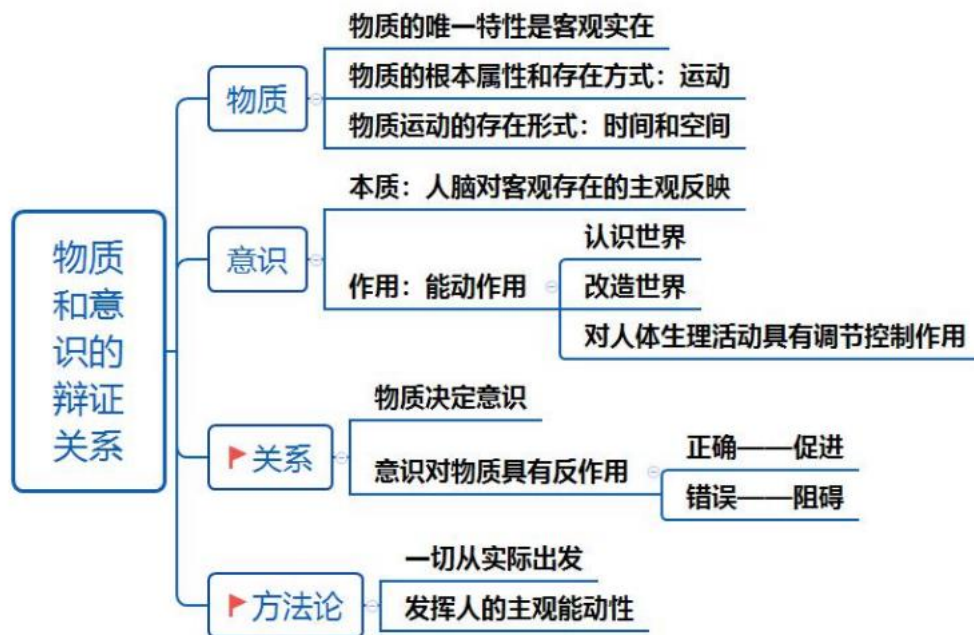 物质
和意
识的
辩证
关系
物质
物质的唯一特性是客观实在
物质的根本属性和存在方式：运动
物质运动的存在形式：时间和空间
意识
本质：人脑对客观存在的主观反映
作用：能动作用
认识世界
改造世界
对人体生理活动具有调节控制作用
关系
物质决定意识
意识对物质具有反作用
正确——促进
错误——阻碍
方法论
一切从实际出发
发挥人的主观能动性